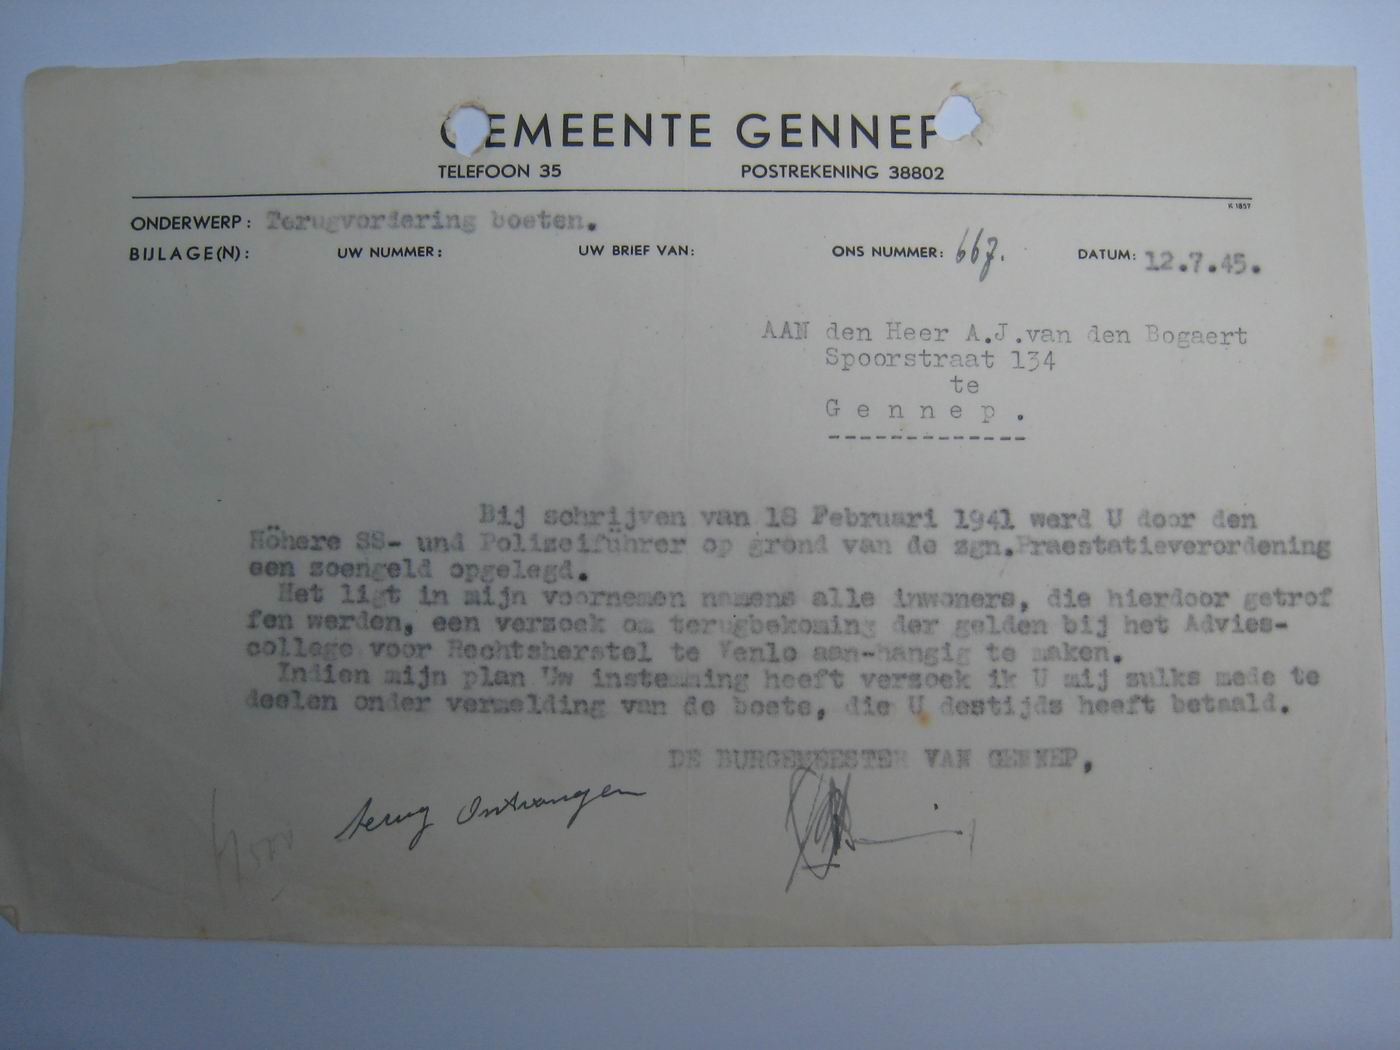 GEMEENTE GENNEP
TELEFOON 35 POSTREKENING 38802
K 1857
ONDERWERP: Terugvordering boeten.
BIJLAGE(N): UW NUMMER: UW BRIEF VAN: ONS NUMMER: 667. DATUM: 12.7.45.
AAN den Heer A.J.van den Bogaert
Spoorstraat 134
te
G e n n e p .
-------------
Bij schrijven van 18 Februari 1941 werd U door den
Höhere SS- und Polizeiführer op grond van de zgn.Praestatieverordening
een zoengeld opgelegd.
Het ligt in mijn voornemen namens alle inwoners, die hierdoor getrof
fen werden, een verzoek om terugbekoming der gelden bij het Advies-
college voor Rechtsherstel te Venlo aan-hangig te maken.
Indien mijn plan Uw instemming heeft verzoek ik U mij zulks mede te
deelen onder vermelding van de boete, die U destijds heeft betaald.
DE BURGEMEESTER VAN GENNEP,
terug Ontvangen